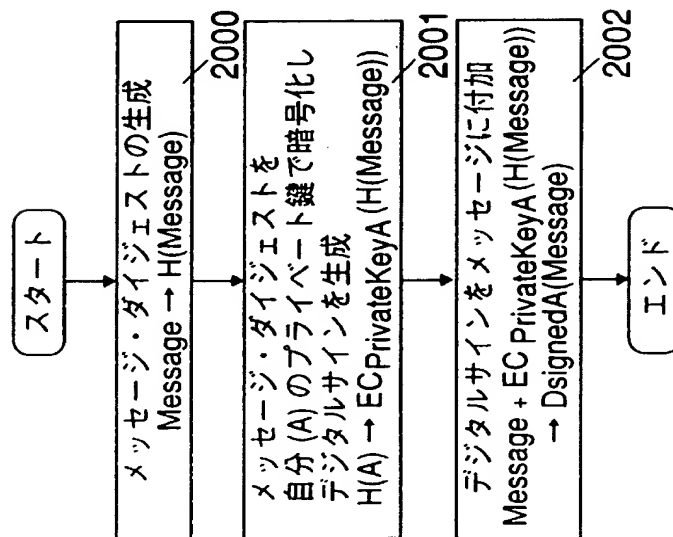 スタート
メッセージ・ダイジェストの生成
Message → H(Message)
2000
メッセージ・ダイジェストを
自分(A)のプライベート鍵で暗号化し
デジタルサインを生成
H(A) → ECPrivateKeyA(H(Message))
2001
デジタルサインをメッセージに付加
Message + EC PrivateKeyA(H(Message))
→ DsignedA(Message)
2002
エンド